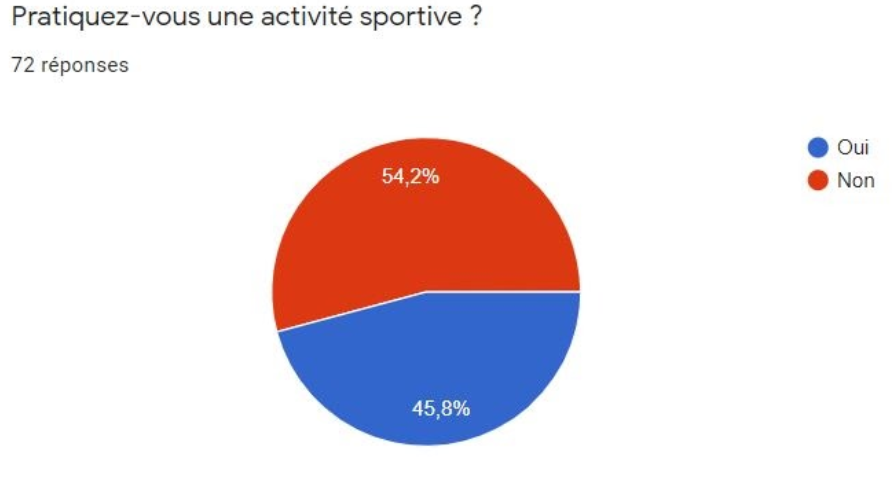 Pratiquez-vous une activité sportive ?
72 réponses
Oui
Non
54,2%
45,8%